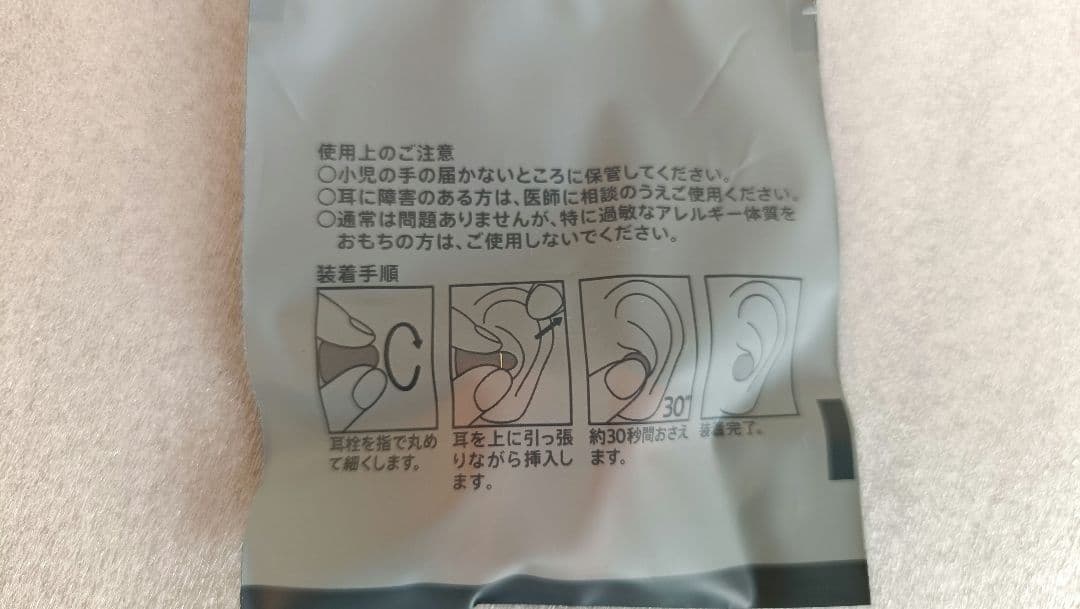 使用上のご注意
○小児の手の届かないところに保管してください。
○耳に障害のある方は、医師に相談のうえご使用ください。
○通常は問題ありませんが、特に過敏なアレルギー体質を
おもちの方は、ご使用しないでください。
装着手順
30"
耳栓を指で丸め
て細くします。
耳を上に引っ張
りながら挿入し
ます。
約30秒間おさえ
ます。
装着完了。